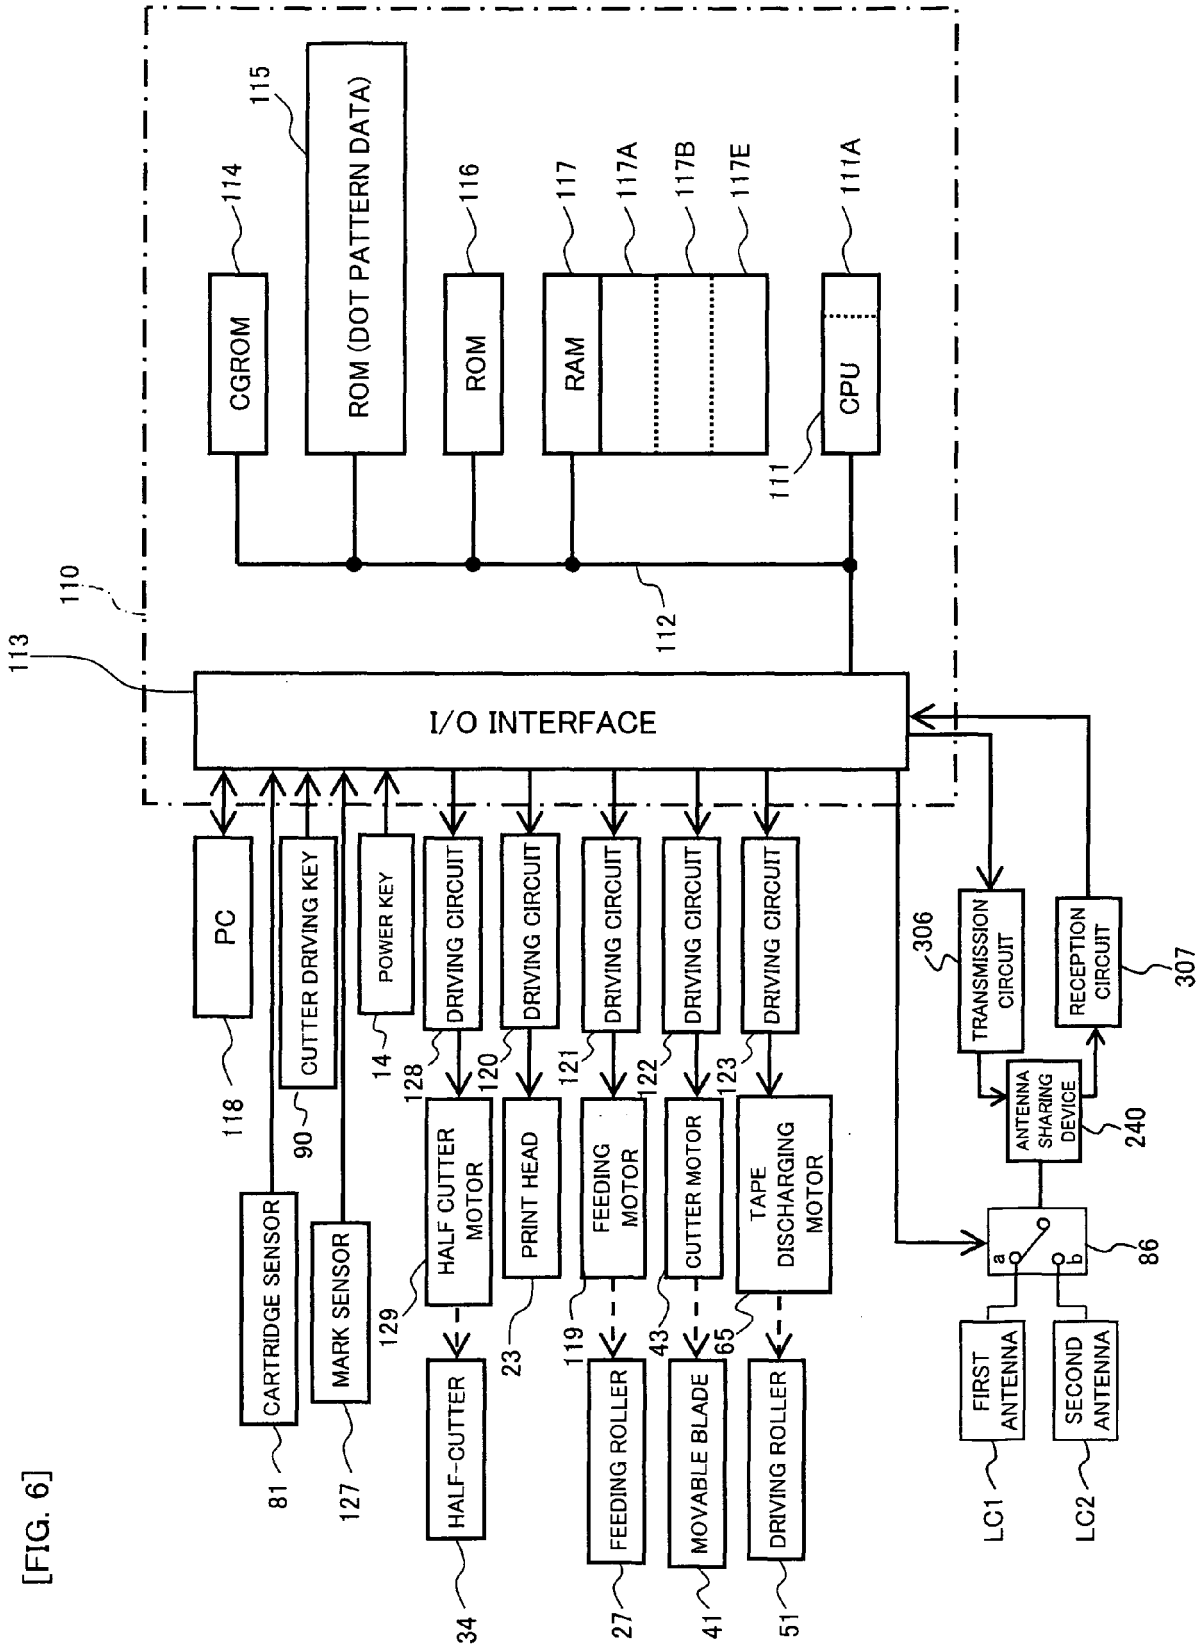 [FIG. 6]
110
113
114
CGROM
115
ROM (DOT PATTERN DATA)
116
ROM
117
RAM
117A
117B
117E
111A
111
CPU
112
I/O INTERFACE
PC
118
CUTTER DRIVING KEY
90
CARTRIDGE SENSOR
81
MARK SENSOR
127
POWER KEY
14
DRIVING CIRCUIT
128
HALF CUTTER
MOTOR
129
HALF-CUTTER
34
DRIVING CIRCUIT
120
PRINT HEAD
23
DRIVING CIRCUIT
121
FEEDING
MOTOR
119
FEEDING ROLLER
27
DRIVING CIRCUIT
122
CUTTER MOTOR
43
MOVABLE BLADE
41
DRIVING CIRCUIT
123
TAPE
DISCHARGING
MOTOR
65
DRIVING ROLLER
51
306
TRANSMISSION
CIRCUIT
RECEPTION
CIRCUIT
307
ANTENNA
SHARING
DEVICE
240
a
b
86
FIRST
ANTENNA
LC1
SECOND
ANTENNA
LC2